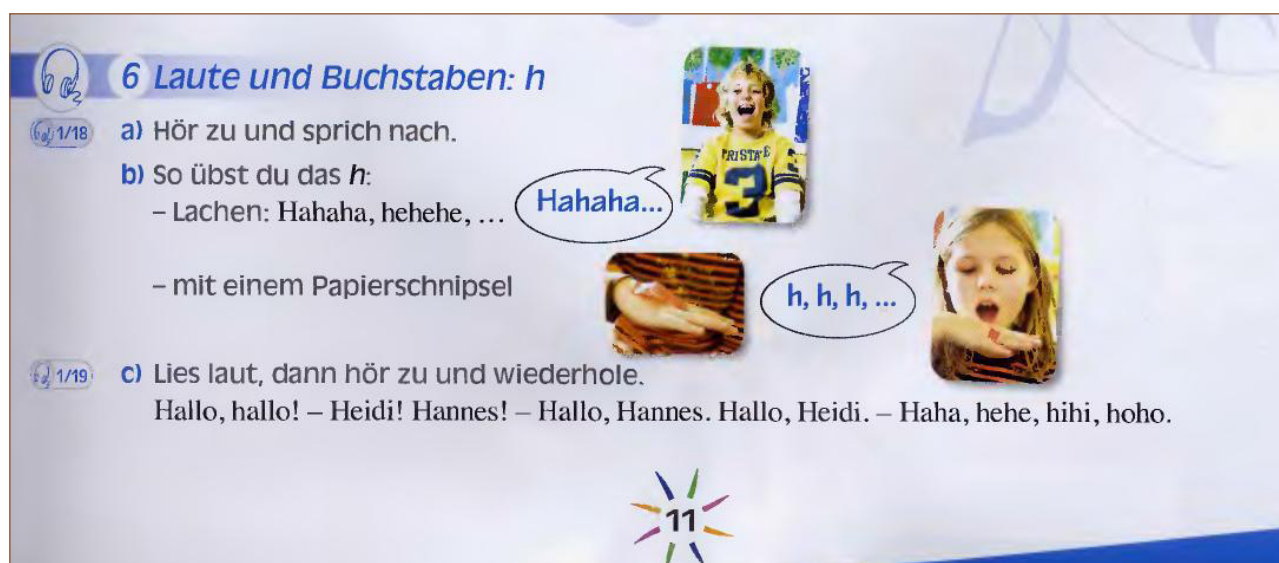 6 Laute und Buchstaben: h
1/18 a) Hör zu und sprich nach.
b) So übst du das h:
– Lachen: Hahaha, hehehe, …
Hahaha...
3
– mit einem Papierschnipsel
h, h, h, ...
1/19 c) Lies laut, dann hör zu und wiederhole.
Hallo, hallo! – Heidi! Hannes! – Hallo, Hannes. Hallo, Heidi. – Haha, hehe, hihi, hoho.
11